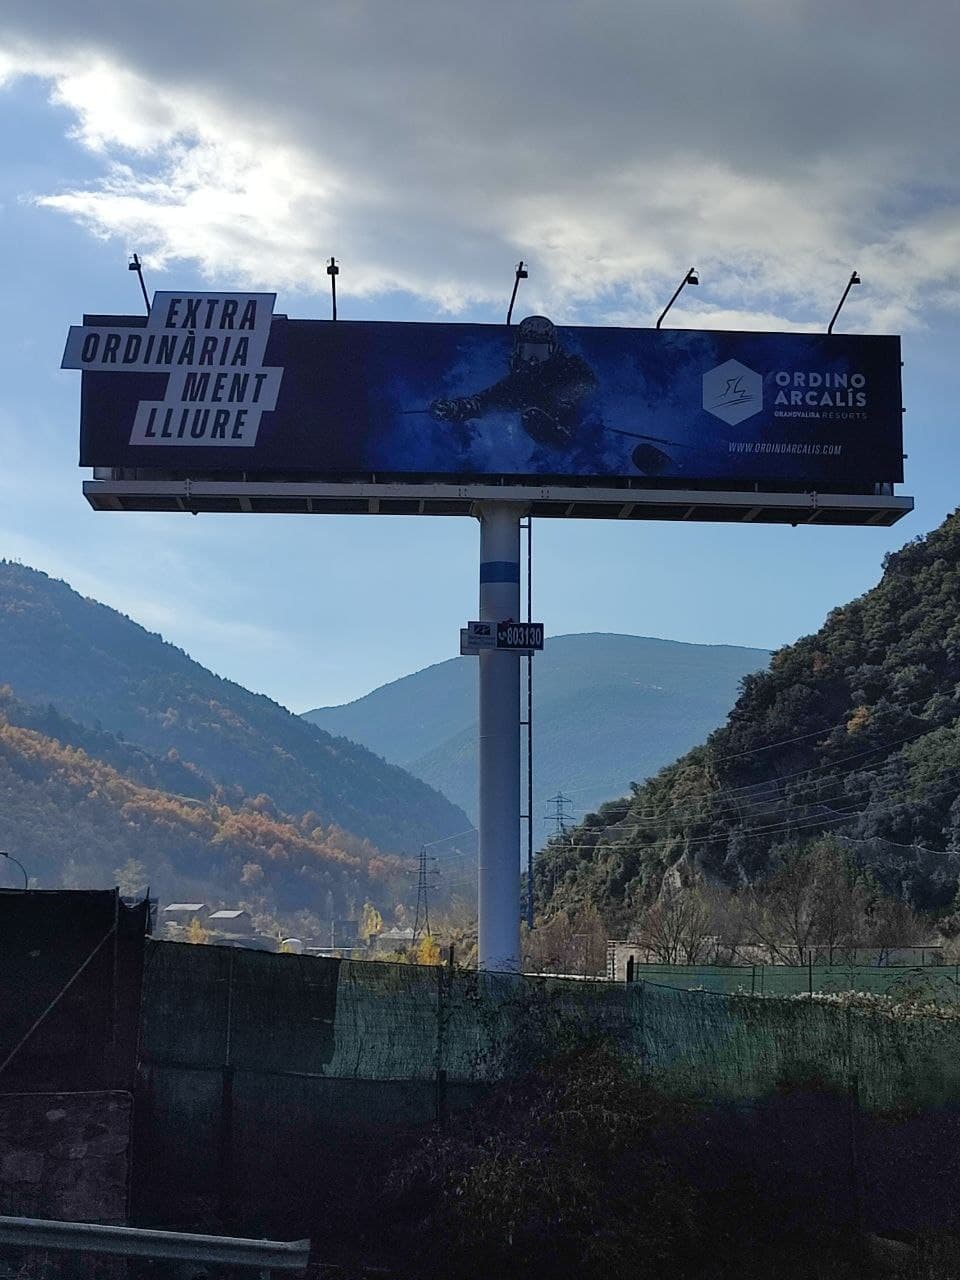 EXTRA
ORDINÀRIA
MENT
LLIURE
ORDINO
ARCALÍS
GRANDVALIRA RESORTS
WWW.ORDINOARCALIS.COM
803130